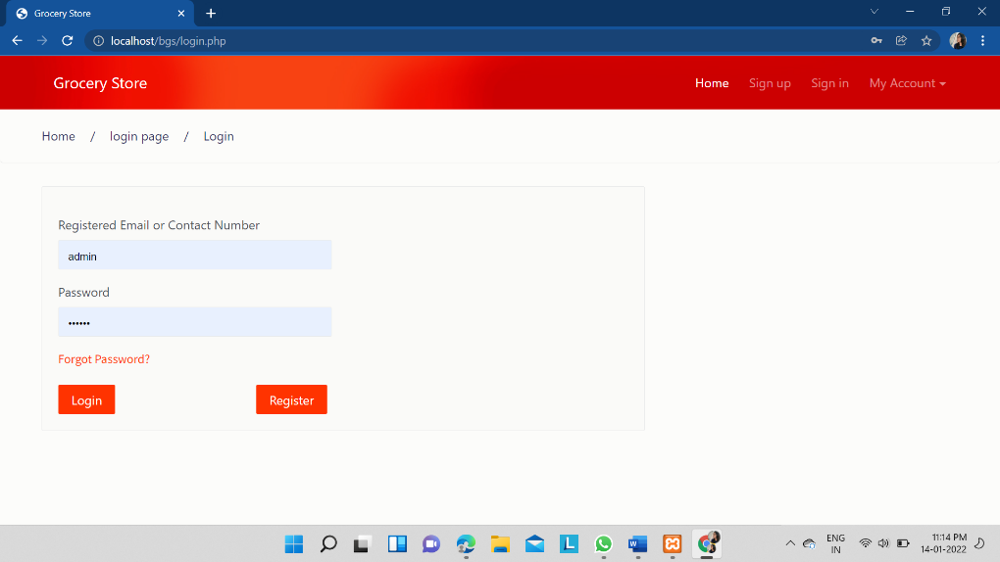 Grocery Store
localhost/bgs/login.php
Grocery Store Home Sign up Sign in My Account
Home / login page / Login
Registered Email or Contact Number
admin
Password
••••••
Forgot Password?
Login Register
ENG 11:14 PM
IN 14-01-2022